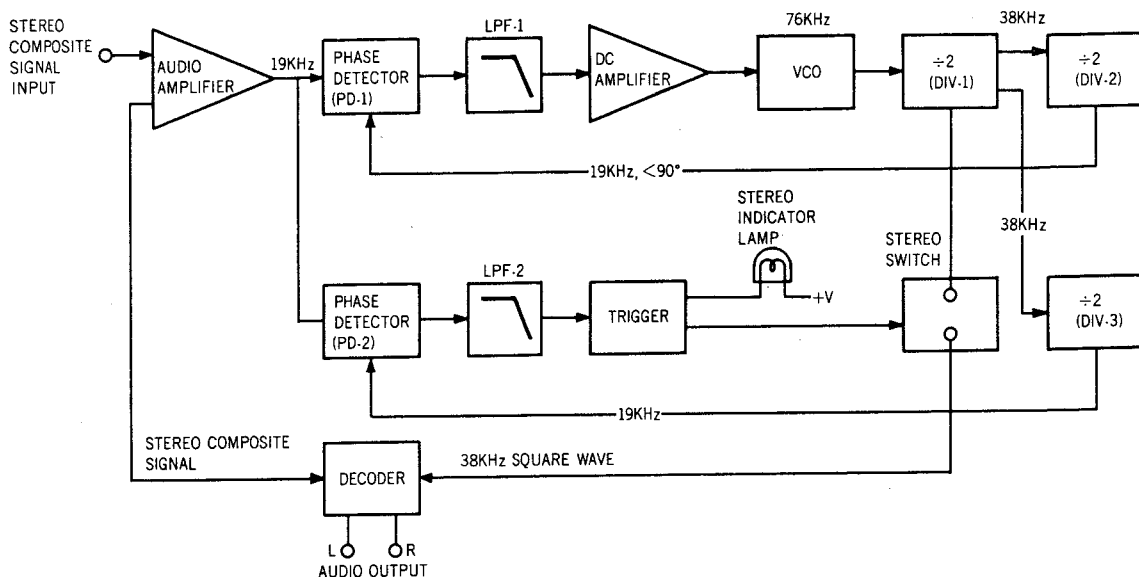 STEREO
COMPOSITE
SIGNAL
INPUT
AUDIO
AMPLIFIER
19KHz
PHASE
DETECTOR
(PD-1)
LPF-1
DC
AMPLIFIER
76KHz
VCO
÷2
(DIV-1)
38KHz
÷2
(DIV-2)
19KHz, <90°
38KHz
STEREO
INDICATOR
LAMP
+V
STEREO
SWITCH
PHASE
DETECTOR
(PD-2)
LPF-2
TRIGGER
÷2
(DIV-3)
19KHz
STEREO COMPOSITE
SIGNAL
DECODER
38KHz SQUARE WAVE
L R
AUDIO OUTPUT